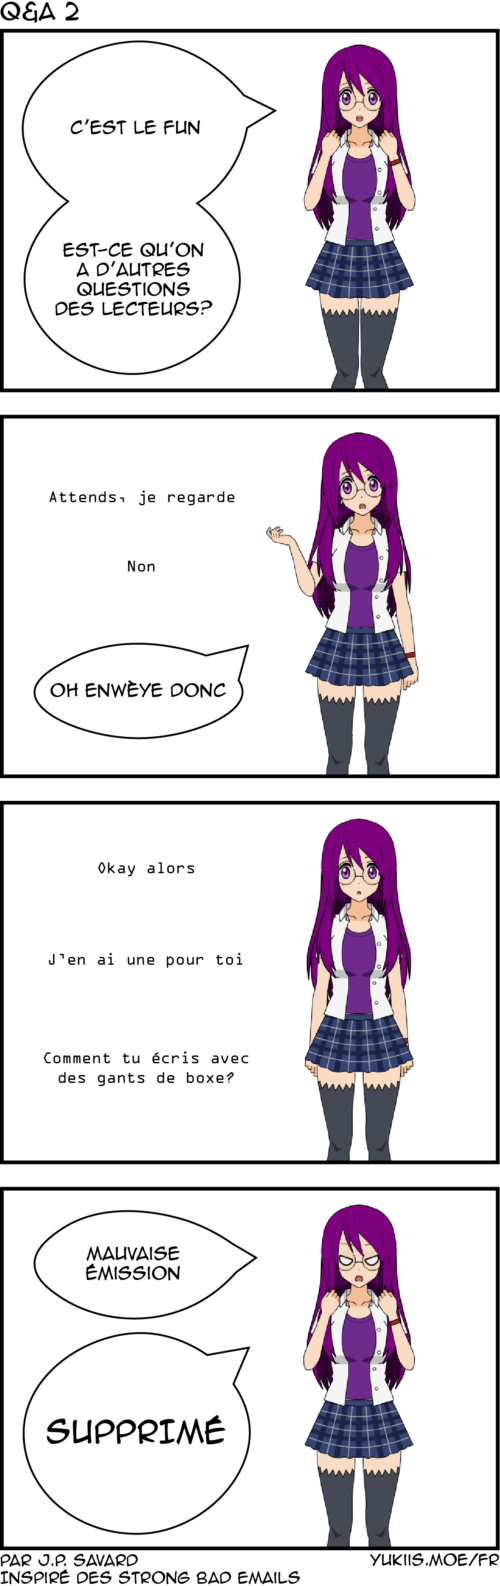 Q&A 2
C'EST LE FUN
EST-CE QU'ON
A D'AUTRES
QUESTIONS
DES LECTEURS?
Attends, je regarde
Non
OH ENWÈYE DONC
Okay alors
J'en ai une pour toi
Comment tu écris avec
des gants de boxe?
MAUVAISE
ÉMISSION
SUPPRIMÉ
PAR J.P. SAVARD
YUKIIS.MOE/FR
INSPIRÉ DES STRONG BAD EMAILS